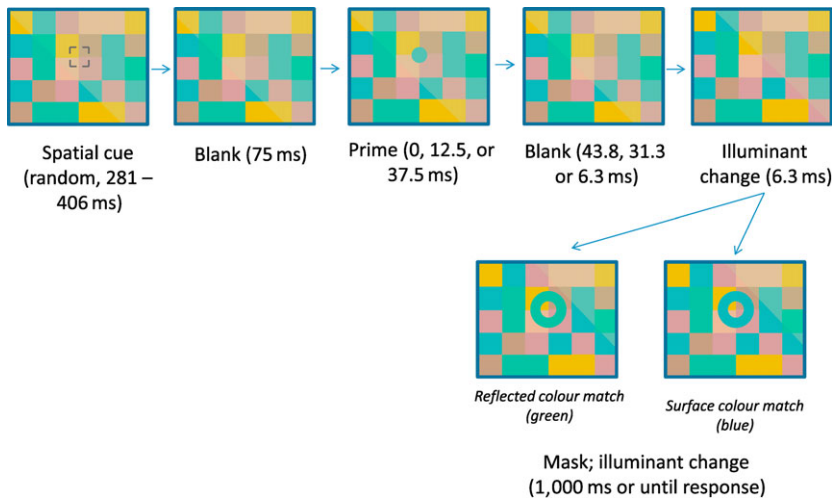 Spatial cue
(random, 281 –
406 ms)
Blank (75 ms)
Prime (0, 12.5, or
37.5 ms)
Blank (43.8, 31.3
or 6.3 ms)
Illuminant
change (6.3 ms)
Reflected colour match
(green)
Surface colour match
(blue)
Mask; illuminant change
(1,000 ms or until response)